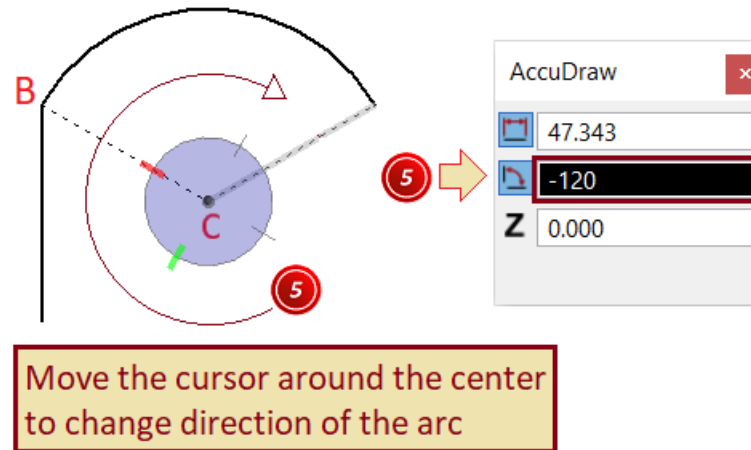 B
C
5
5
AccuDraw
×
47.343
-120
Z 0.000
Move the cursor around the center
to change direction of the arc